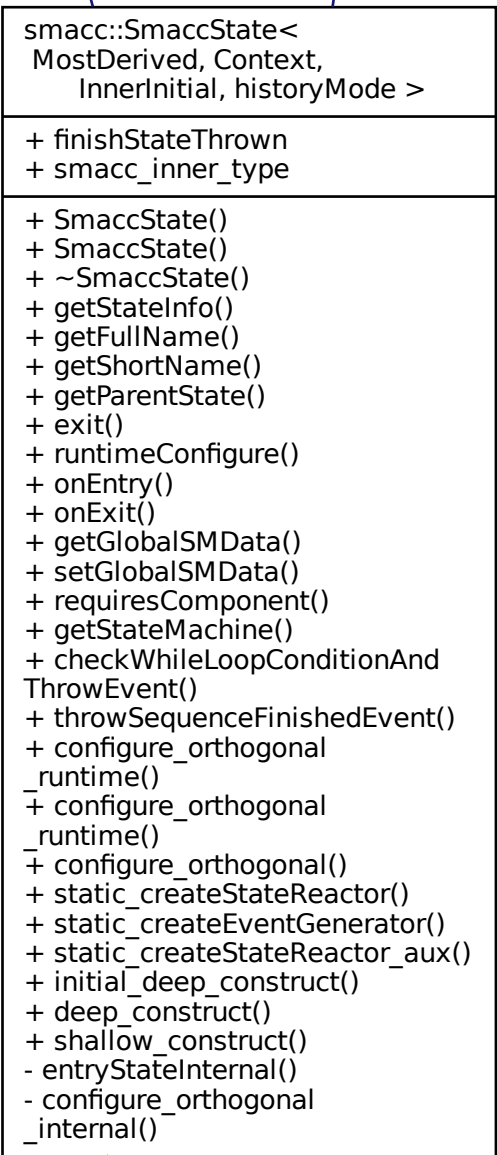 smacc::SmaccState<
MostDerived, Context,
InnerInitial, historyMode >
+ finishStateThrown
+ smacc_inner_type
+ SmaccState()
+ SmaccState()
+ ~SmaccState()
+ getStateInfo()
+ getFullName()
+ getShortName()
+ getParentState()
+ exit()
+ runtimeConfigure()
+ onEntry()
+ onExit()
+ getGlobalSMData()
+ setGlobalSMData()
+ requiresComponent()
+ getStateMachine()
+ checkWhileLoopConditionAnd
ThrowEvent()
+ throwSequenceFinishedEvent()
+ configure_orthogonal
_runtime()
+ configure_orthogonal
_runtime()
+ configure_orthogonal()
+ static_createStateReactor()
+ static_createEventGenerator()
+ static_createStateReactor_aux()
+ initial_deep_construct()
+ deep_construct()
+ shallow_construct()
- entryStateInternal()
- configure_orthogonal
_internal()